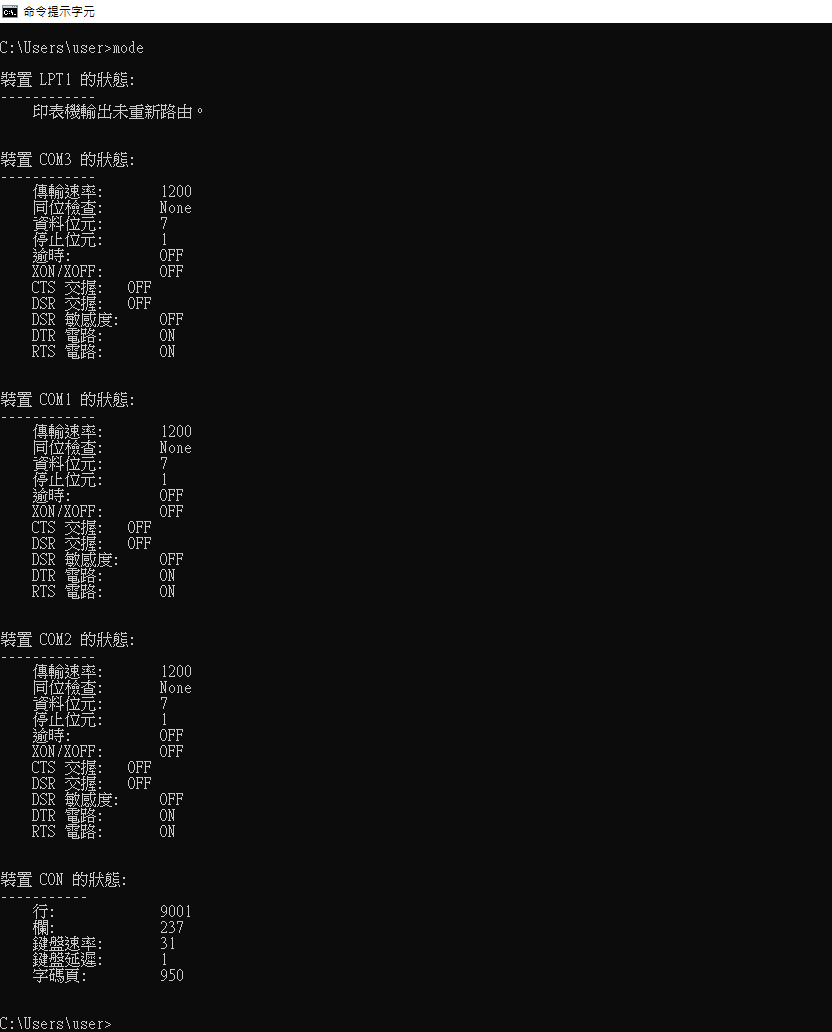 命令提示字元
C:\Users\user>mode
裝置 LPT1 的狀態:
------------
印表機輸出未重新路由。
裝置 COM3 的狀態:
------------
傳輸速率: 1200
同位檢查: None
資料位元: 7
停止位元: 1
逾時: OFF
XON/XOFF: OFF
CTS 交握: OFF
DSR 交握: OFF
DSR 敏感度: OFF
DTR 電路: ON
RTS 電路: ON
裝置 COM1 的狀態:
------------
傳輸速率: 1200
同位檢查: None
資料位元: 7
停止位元: 1
逾時: OFF
XON/XOFF: OFF
CTS 交握: OFF
DSR 交握: OFF
DSR 敏感度: OFF
DTR 電路: ON
RTS 電路: ON
裝置 COM2 的狀態:
------------
傳輸速率: 1200
同位檢查: None
資料位元: 7
停止位元: 1
逾時: OFF
XON/XOFF: OFF
CTS 交握: OFF
DSR 交握: OFF
DSR 敏感度: OFF
DTR 電路: ON
RTS 電路: ON
裝置 CON 的狀態:
-----------
行: 9001
欄: 237
鍵盤速率: 31
鍵盤延遲: 1
字碼頁: 950
C:\Users\user>